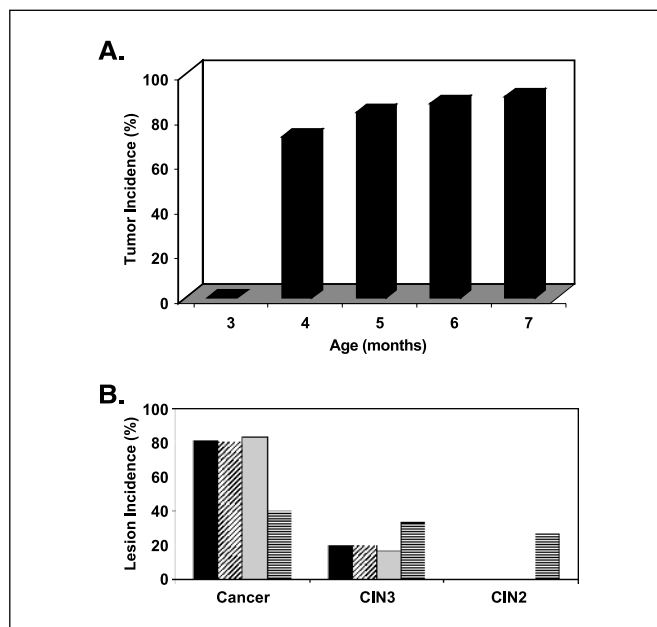 A.
100
80
60
40
20
0
Tumor Incidence (%)
3 4 5 6 7
Age (months)
B.
100
80
60
40
20
0
Lesion Incidence (%)
Cancer CIN3 CIN2